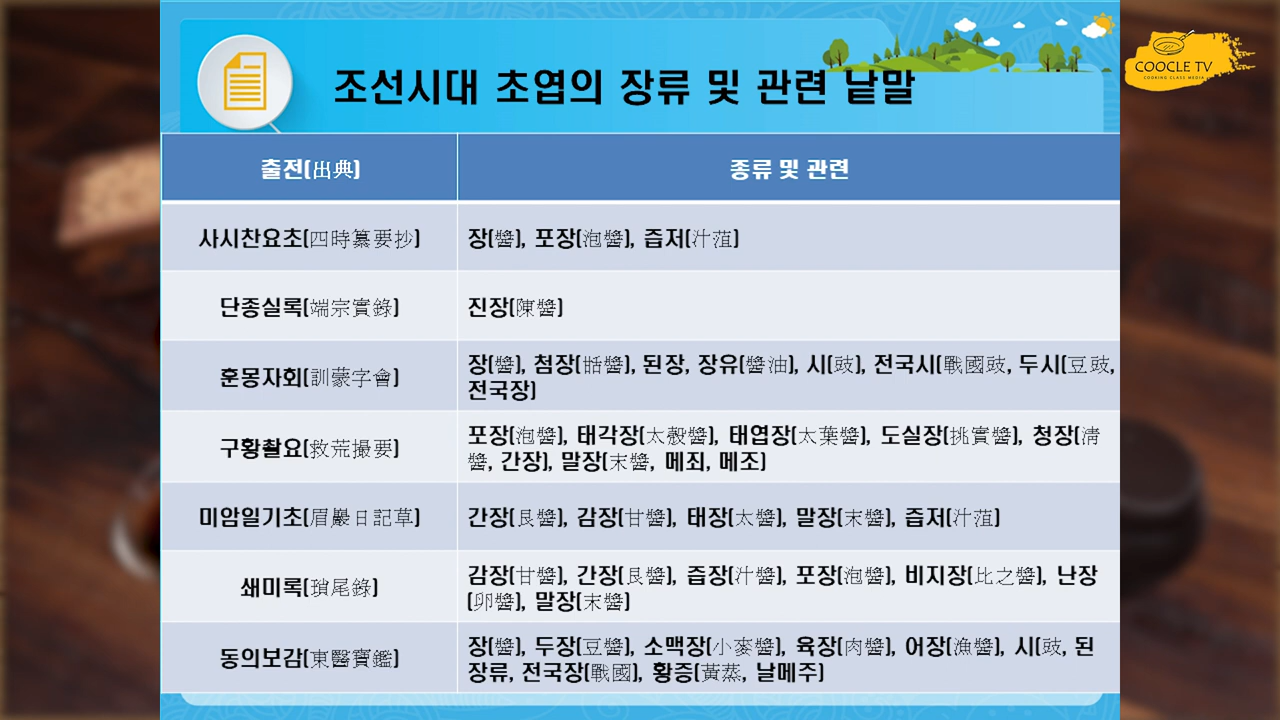 조선시대 초엽의 장류 및 관련 낱말
COOCLE TV
COOKING CLASS MEDIA
출전(出典)
종류 및 관련
사시찬요초(四時纂要抄)
장(醬), 포장(泡醬), 즙저(汁菹)
단종실록(端宗實錄)
진장(陳醬)
훈몽자회(訓蒙字會)
장(醬), 첨장(甛醬), 된장, 장유(醬油), 시(豉), 전국시(戰國豉, 두시(豆豉,
전국장)
구황촬요(救荒撮要)
포장(泡醬), 태각장(太殼醬), 태엽장(太葉醬), 도실장(挑實醬), 청장(淸
醬, 간장), 말장(末醬, 메죄, 메조)
미암일기초(眉巖日記草)
간장(艮醬), 감장(甘醬), 태장(太醬), 말장(末醬), 즙저(汁菹)
쇄미록(瑣尾錄)
감장(甘醬), 간장(艮醬), 즙장(汁醬), 포장(泡醬), 비지장(比之醬), 난장
(卵醬), 말장(末醬)
동의보감(東醫寶鑑)
장(醬), 두장(豆醬), 소맥장(小麥醬), 육장(肉醬), 어장(漁醬), 시(豉, 된
장류, 전국장(戰國), 황증(黃蒸, 날메주)